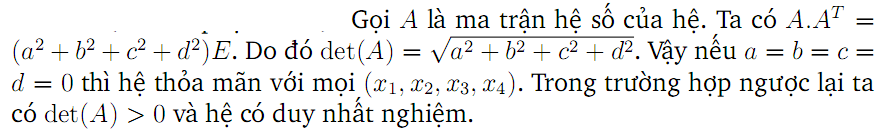 Gọi A là ma trận hệ số của hệ. Ta có A.A^T =
(a^2 + b^2 + c^2 + d^2)E. Do đó det(A) = √(a^2 + b^2 + c^2 + d^2). Vậy nếu a = b = c =
d = 0 thì hệ thỏa mãn với mọi (x_1, x_2, x_3, x_4). Trong trường hợp ngược lại ta
có det(A) > 0 và hệ có duy nhất nghiệm.